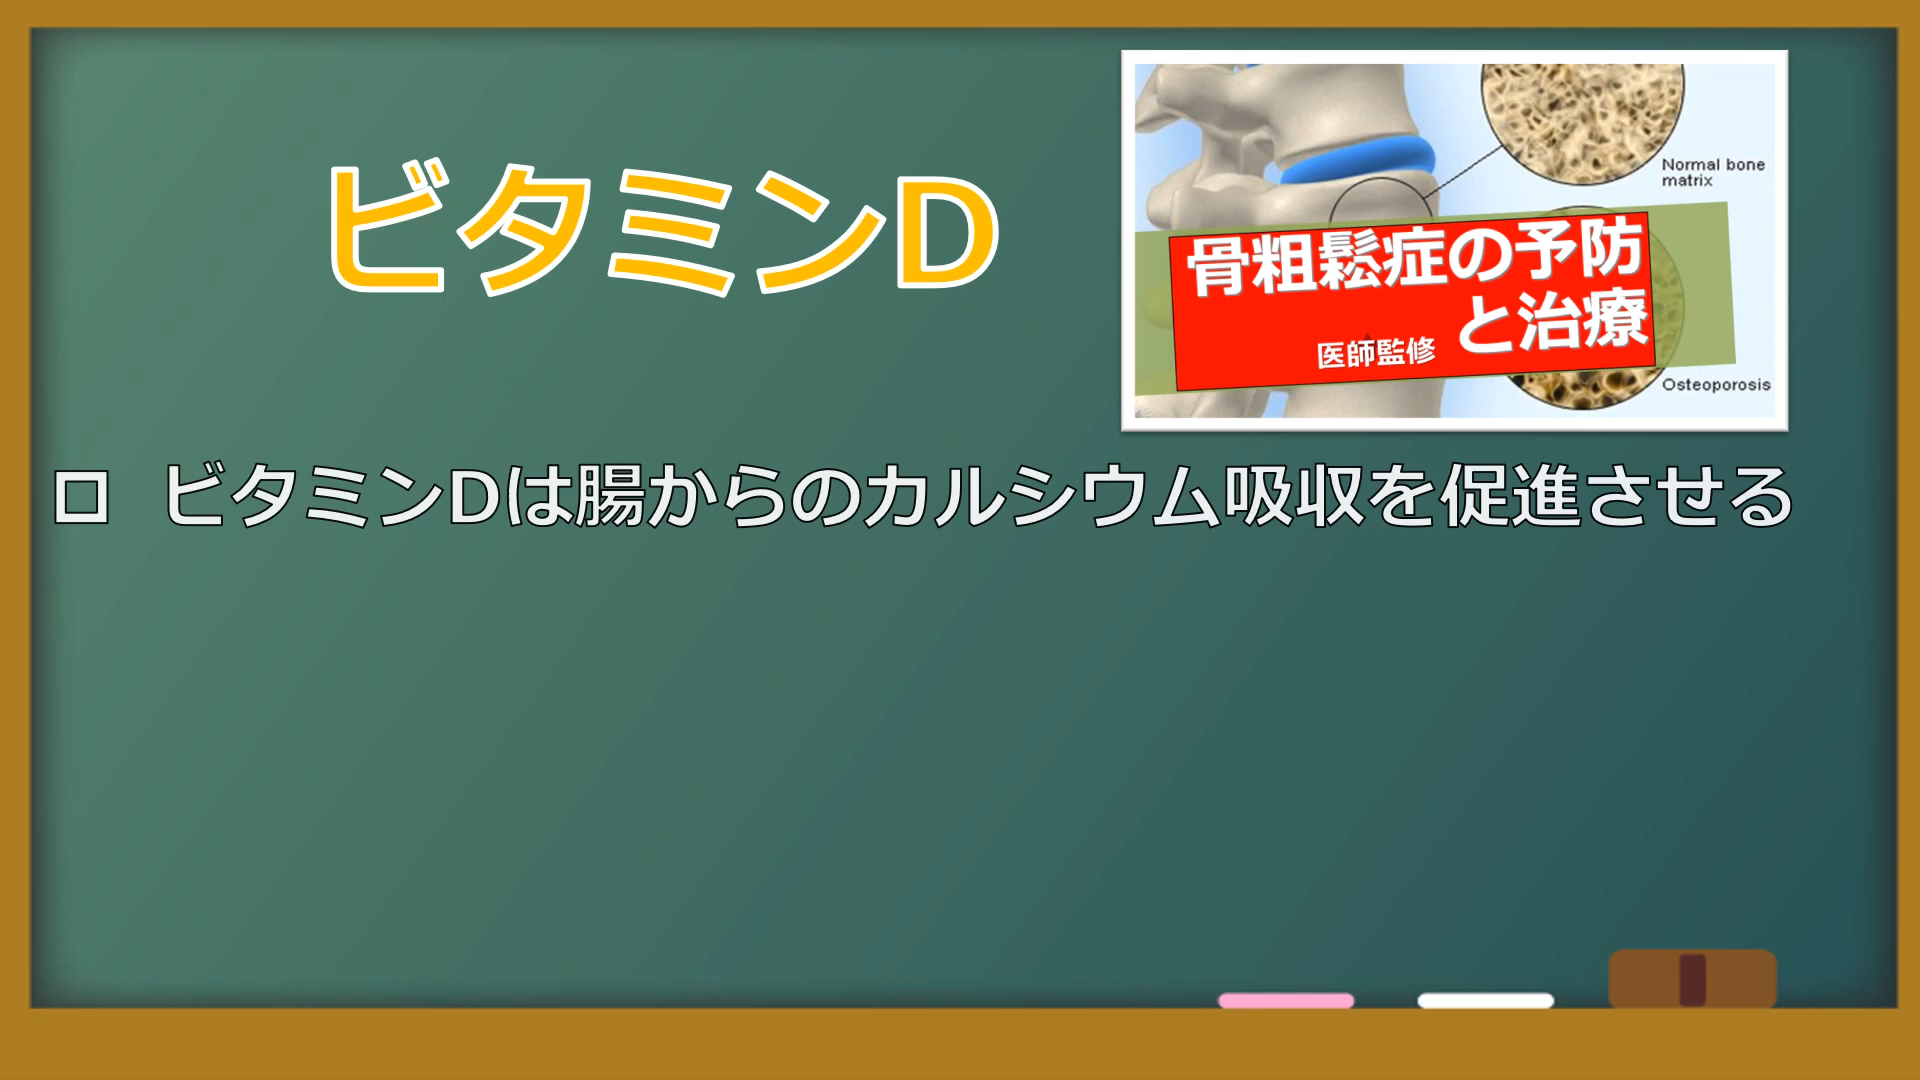 ビタミンD
Normal bone
matrix
骨粗鬆症の予防
と治療
医師監修
Osteoporosis
ロ ビタミンDは腸からのカルシウム吸収を促進させる